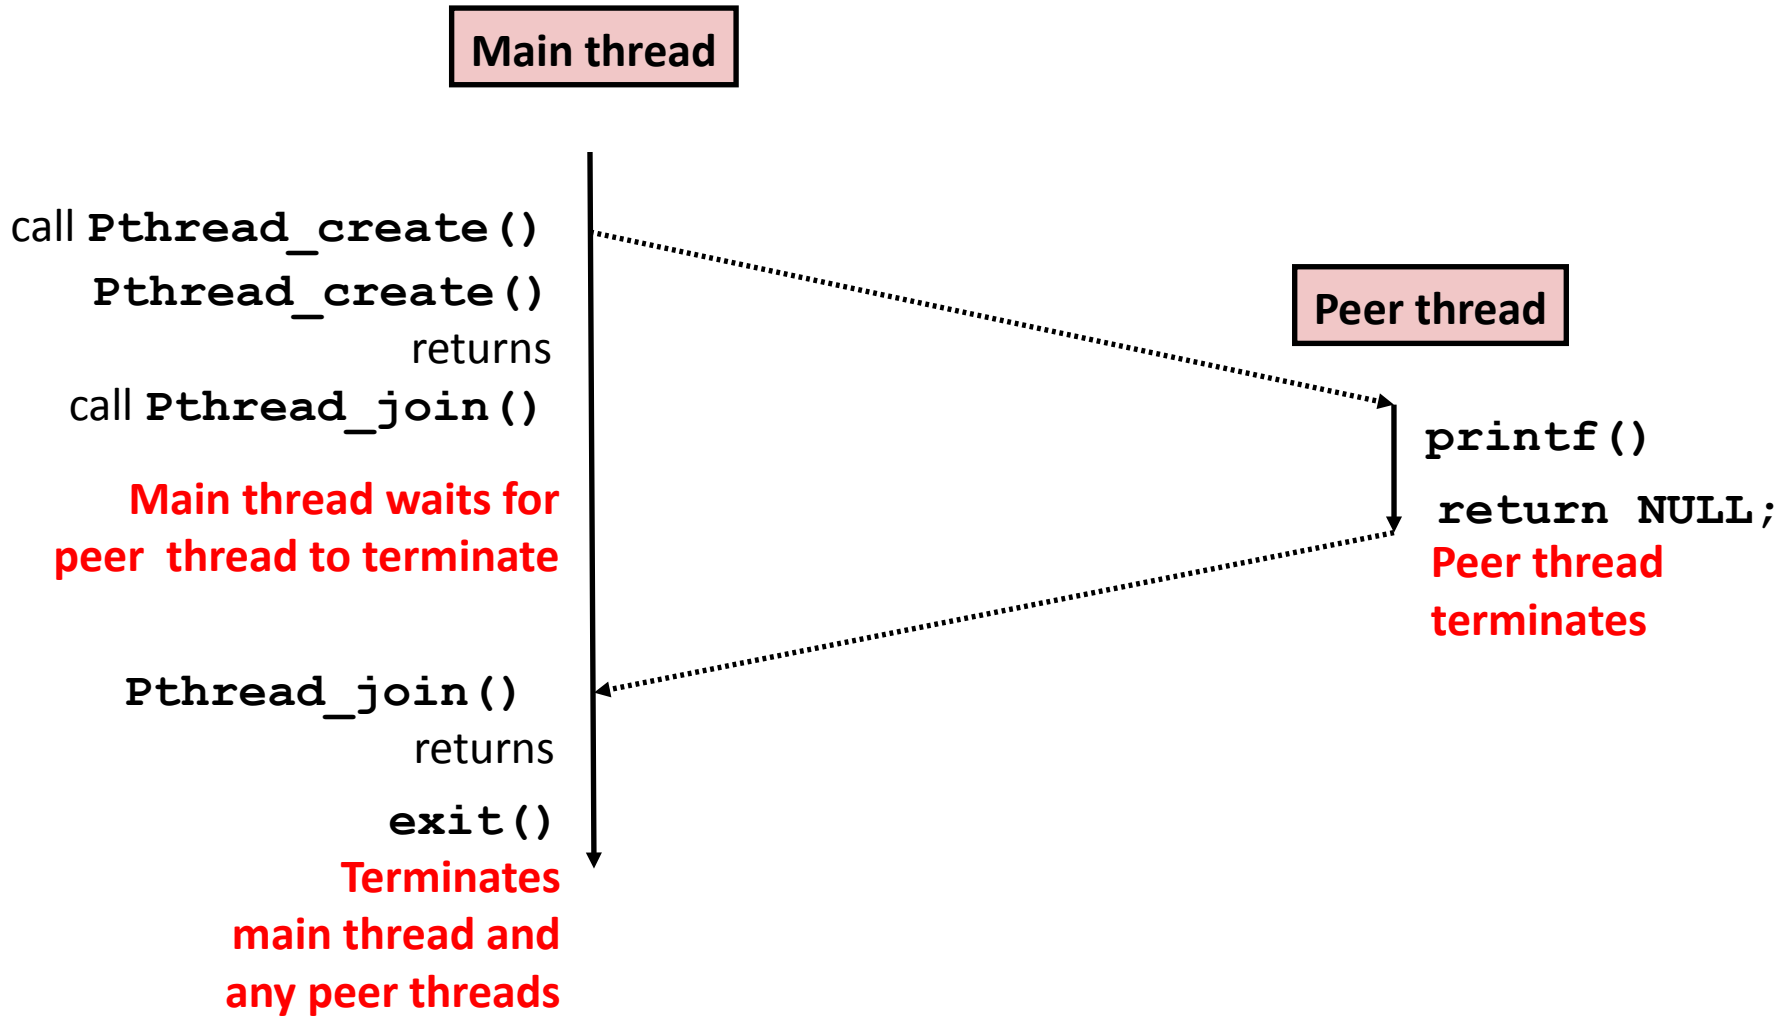 Main thread
call Pthread_create()
Pthread_create()
returns
call Pthread_join()
Main thread waits for
peer thread to terminate
Pthread_join()
returns
exit()
Terminates
main thread and
any peer threads
Peer thread
printf()
return NULL;
Peer thread
terminates